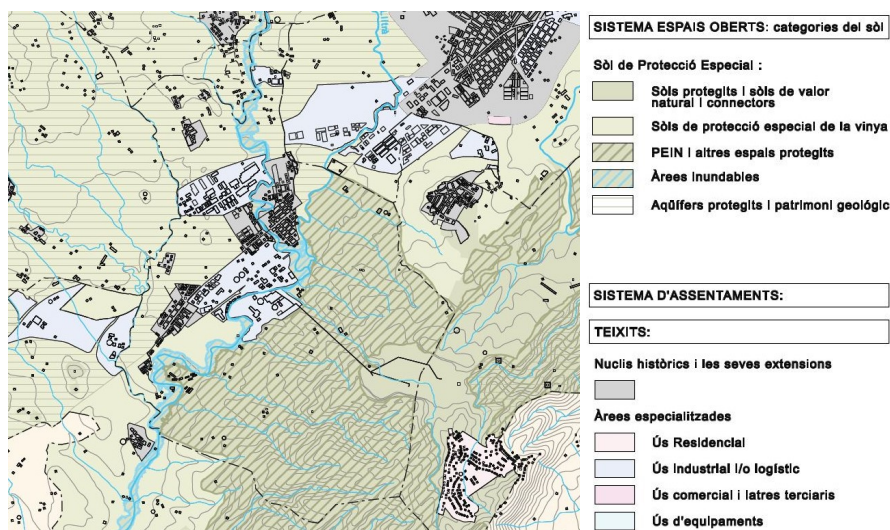 Litrà
SISTEMA ESPAIS OBERTS: categories del sòl
Sòl de Protecció Especial :
Sòls protegits i sòls de valor
natural i connectors
Sòls de protecció especial de la vinya
PEIN i altres espais protegits
Àrees inundables
Aqüífers protegits i patrimoni geológic
SISTEMA D'ASSENTAMENTS:
TEIXITS:
Nuclis històrics i les seves extensions
Àrees especialitzades
Ús Residencial
Ús industrial i/o logístic
Ús comercial i latres terciaris
Ús d'equipaments